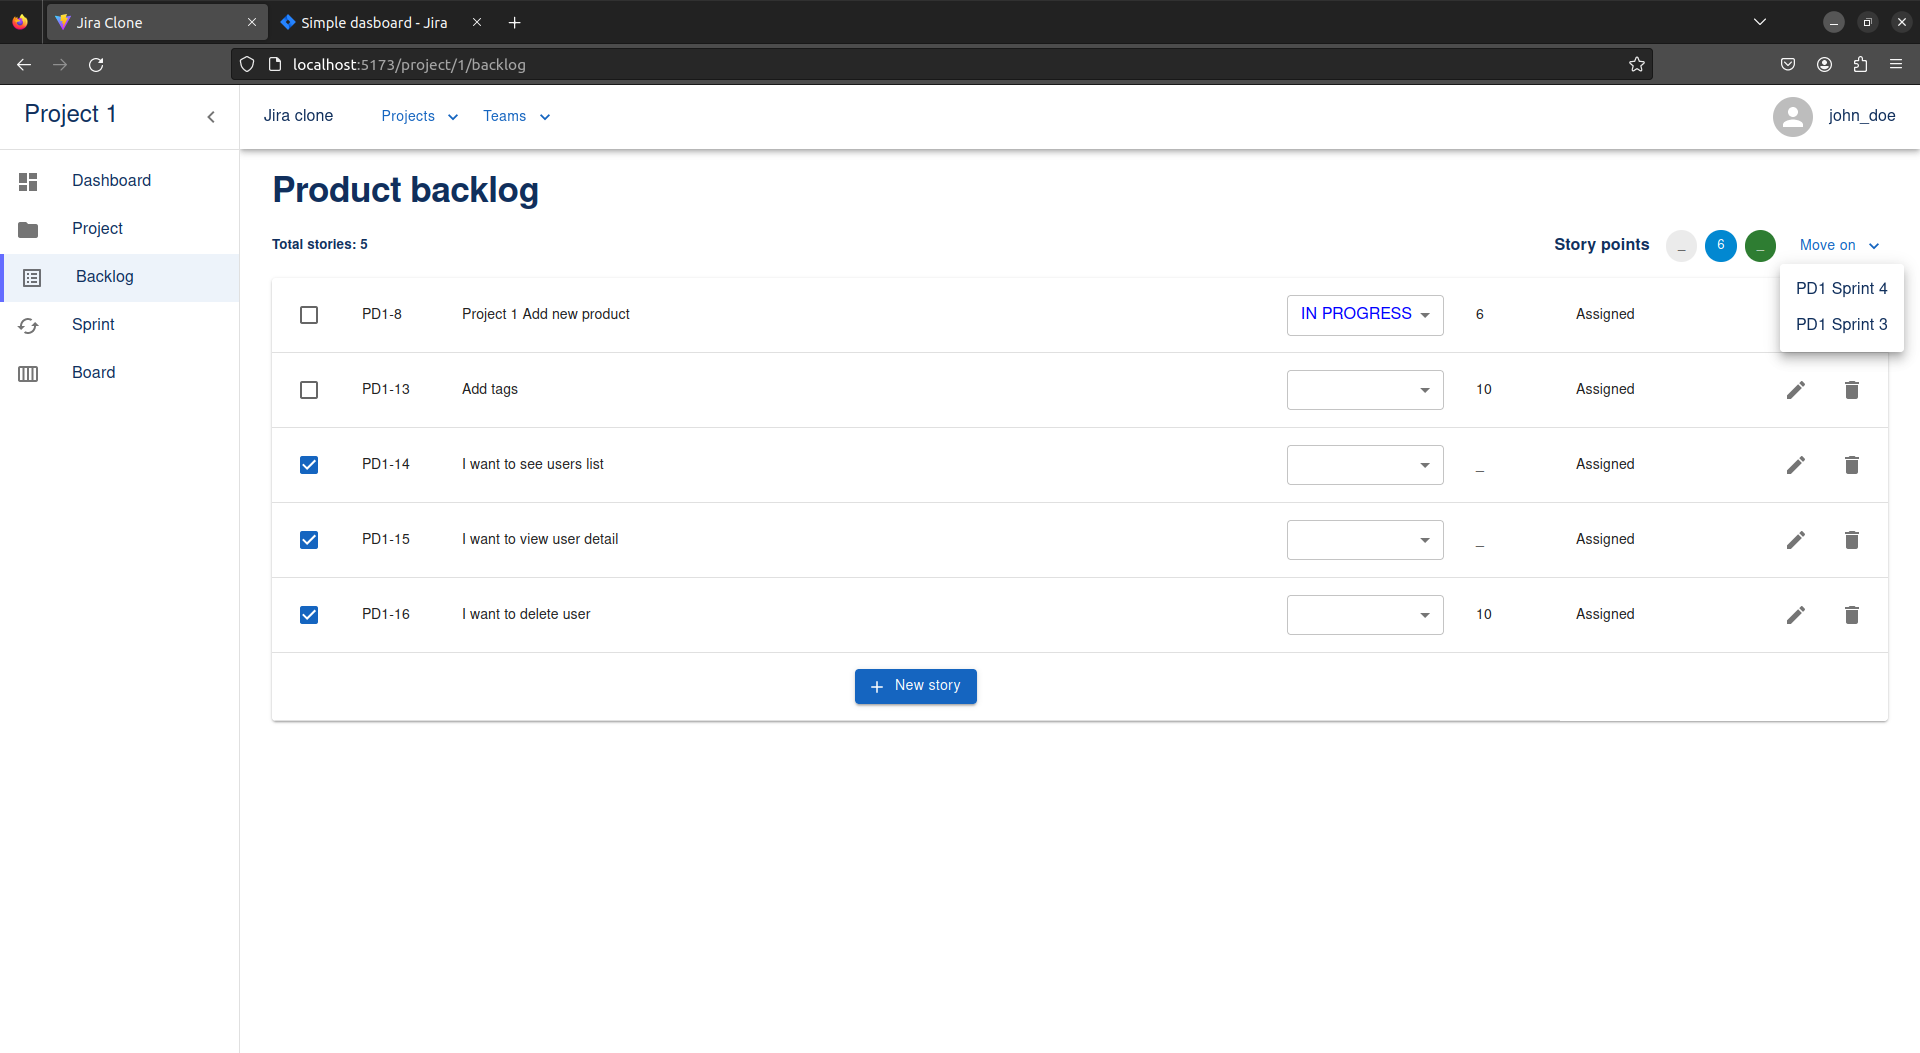 Jira Clone
Simple dasboard - Jira
localhost:5173/project/1/backlog
Project 1
Jira clone
Projects
Teams
john_doe
Dashboard
Project
Backlog
Sprint
Board
Product backlog
Total stories: 5
Story points
_
6
_
Move on
PD1 Sprint 4
PD1 Sprint 3
PD1-8 Project 1 Add new product IN PROGRESS 6 Assigned
PD1-13 Add tags 10 Assigned
PD1-14 I want to see users list _ Assigned
PD1-15 I want to view user detail _ Assigned
PD1-16 I want to delete user 10 Assigned
New story